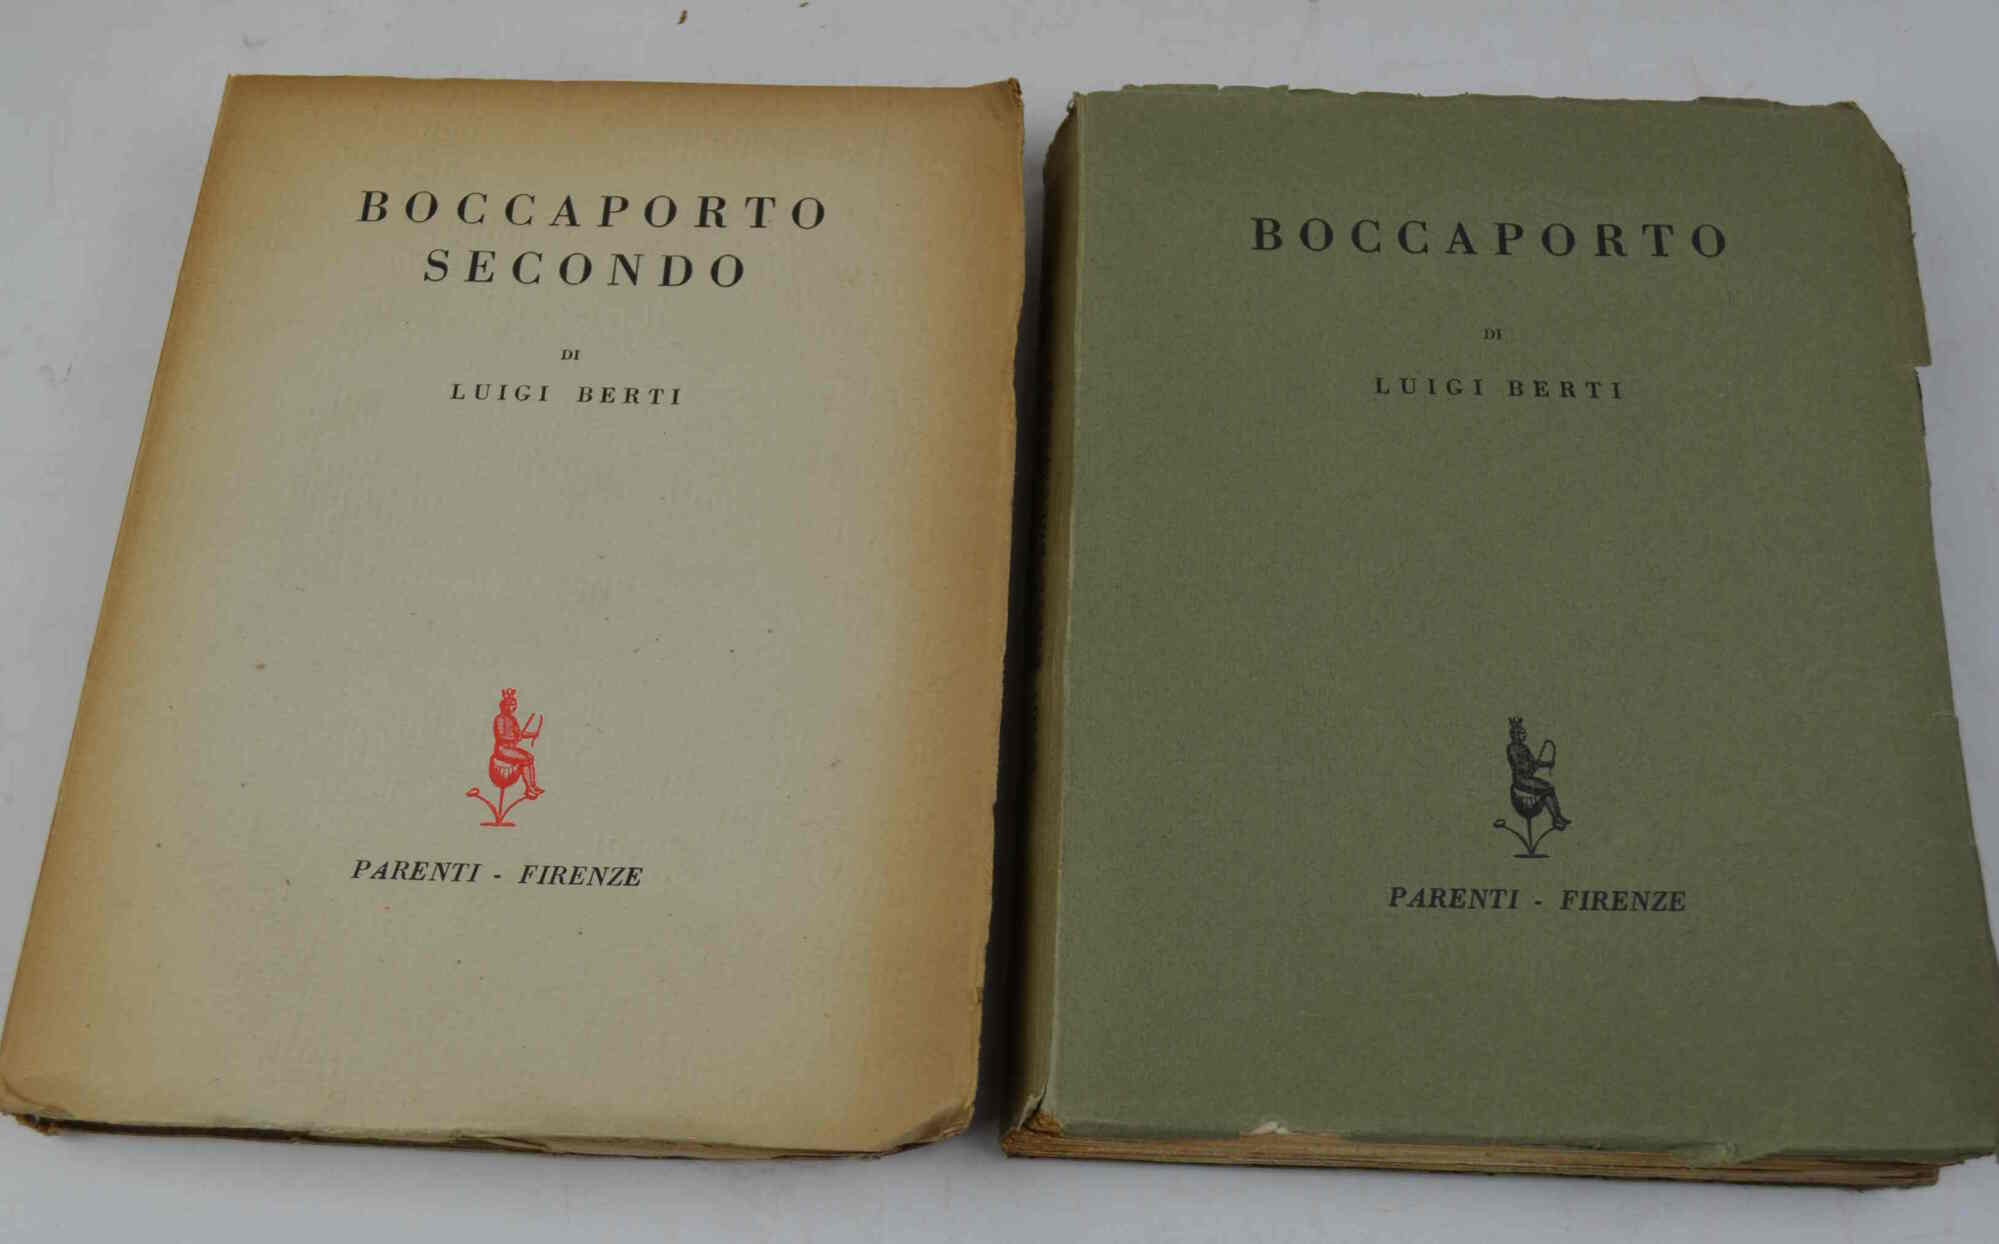 BOCCAPORTO
SECONDO
DI
LUIGI BERTI
PARENTI - FIRENZE
BOCCAPORTO
DI
LUIGI BERTI
PARENTI - FIRENZE